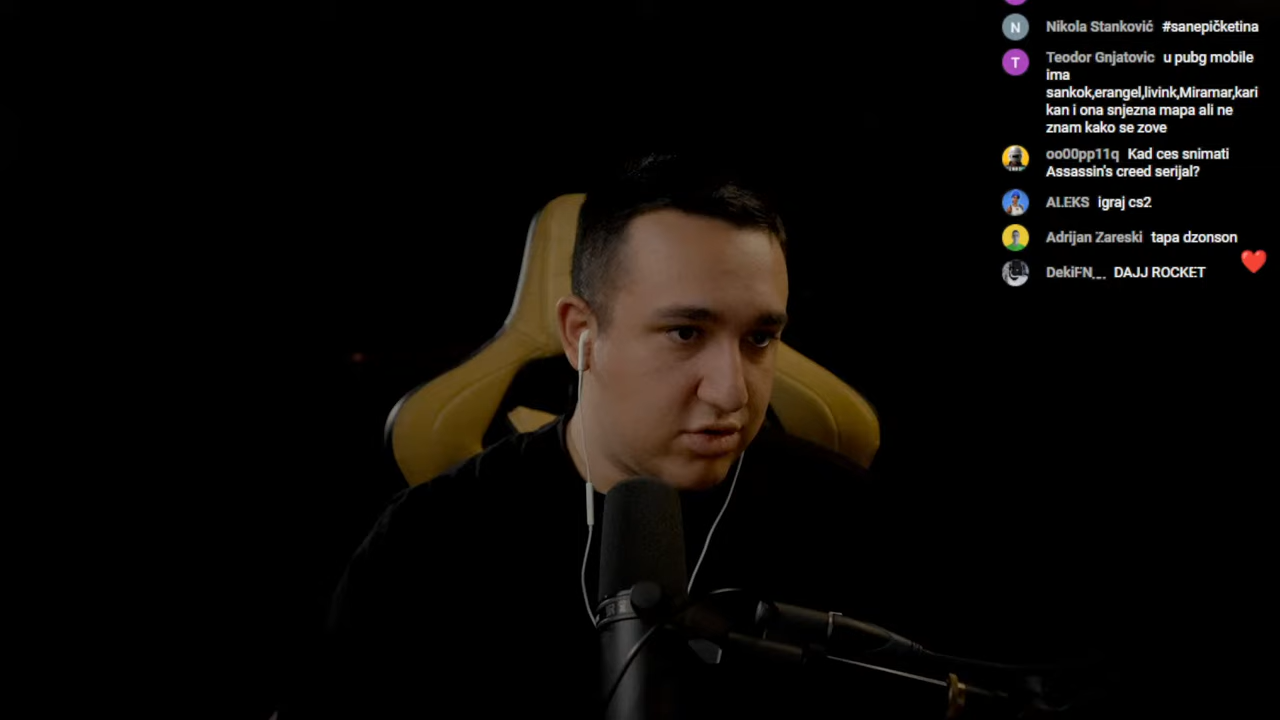 N Nikola Stanković #sanepičketina
T Teodor Gnjatovic u pubg mobile
ima
sankok,erangel,livink,Miramar,kari
kan i ona snjezna mapa ali ne
znam kako se zove
oo00pp11q Kad ces snimati
Assassin's creed serijal?
ALEKS igraj cs2
Adrijan Zareski tapa dzonson
DekiFN_._ DAJJ ROCKET